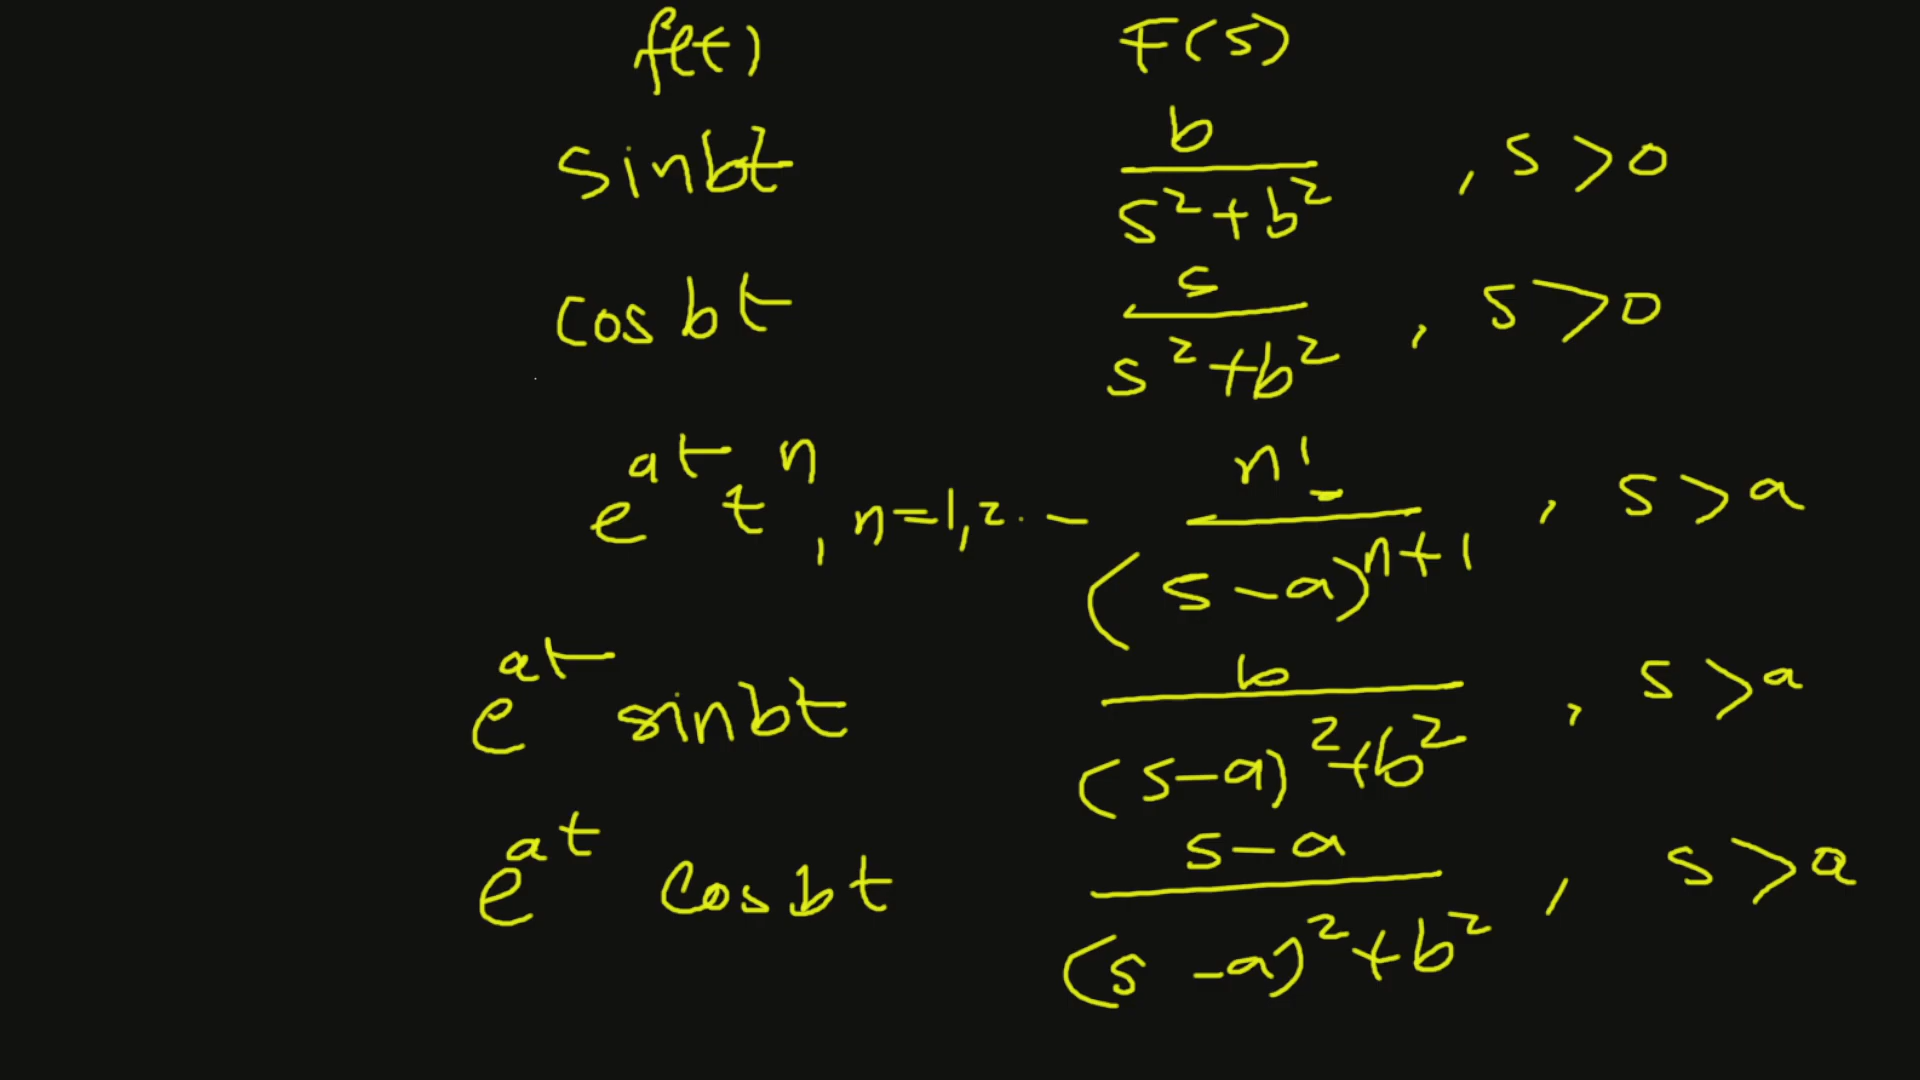 f(t) F(s)
sinbt b/(s²+b²) , s>0
cos bt s/(s²+b²) , s>0
e^{at} t^n , n=1,2 . - n!/(s-a)^{n+1} , s>a
e^{at} sinbt b/((s-a)²+b²) , s>a
e^{at} cosbt (s-a)/((s-a)²+b²) , s>a